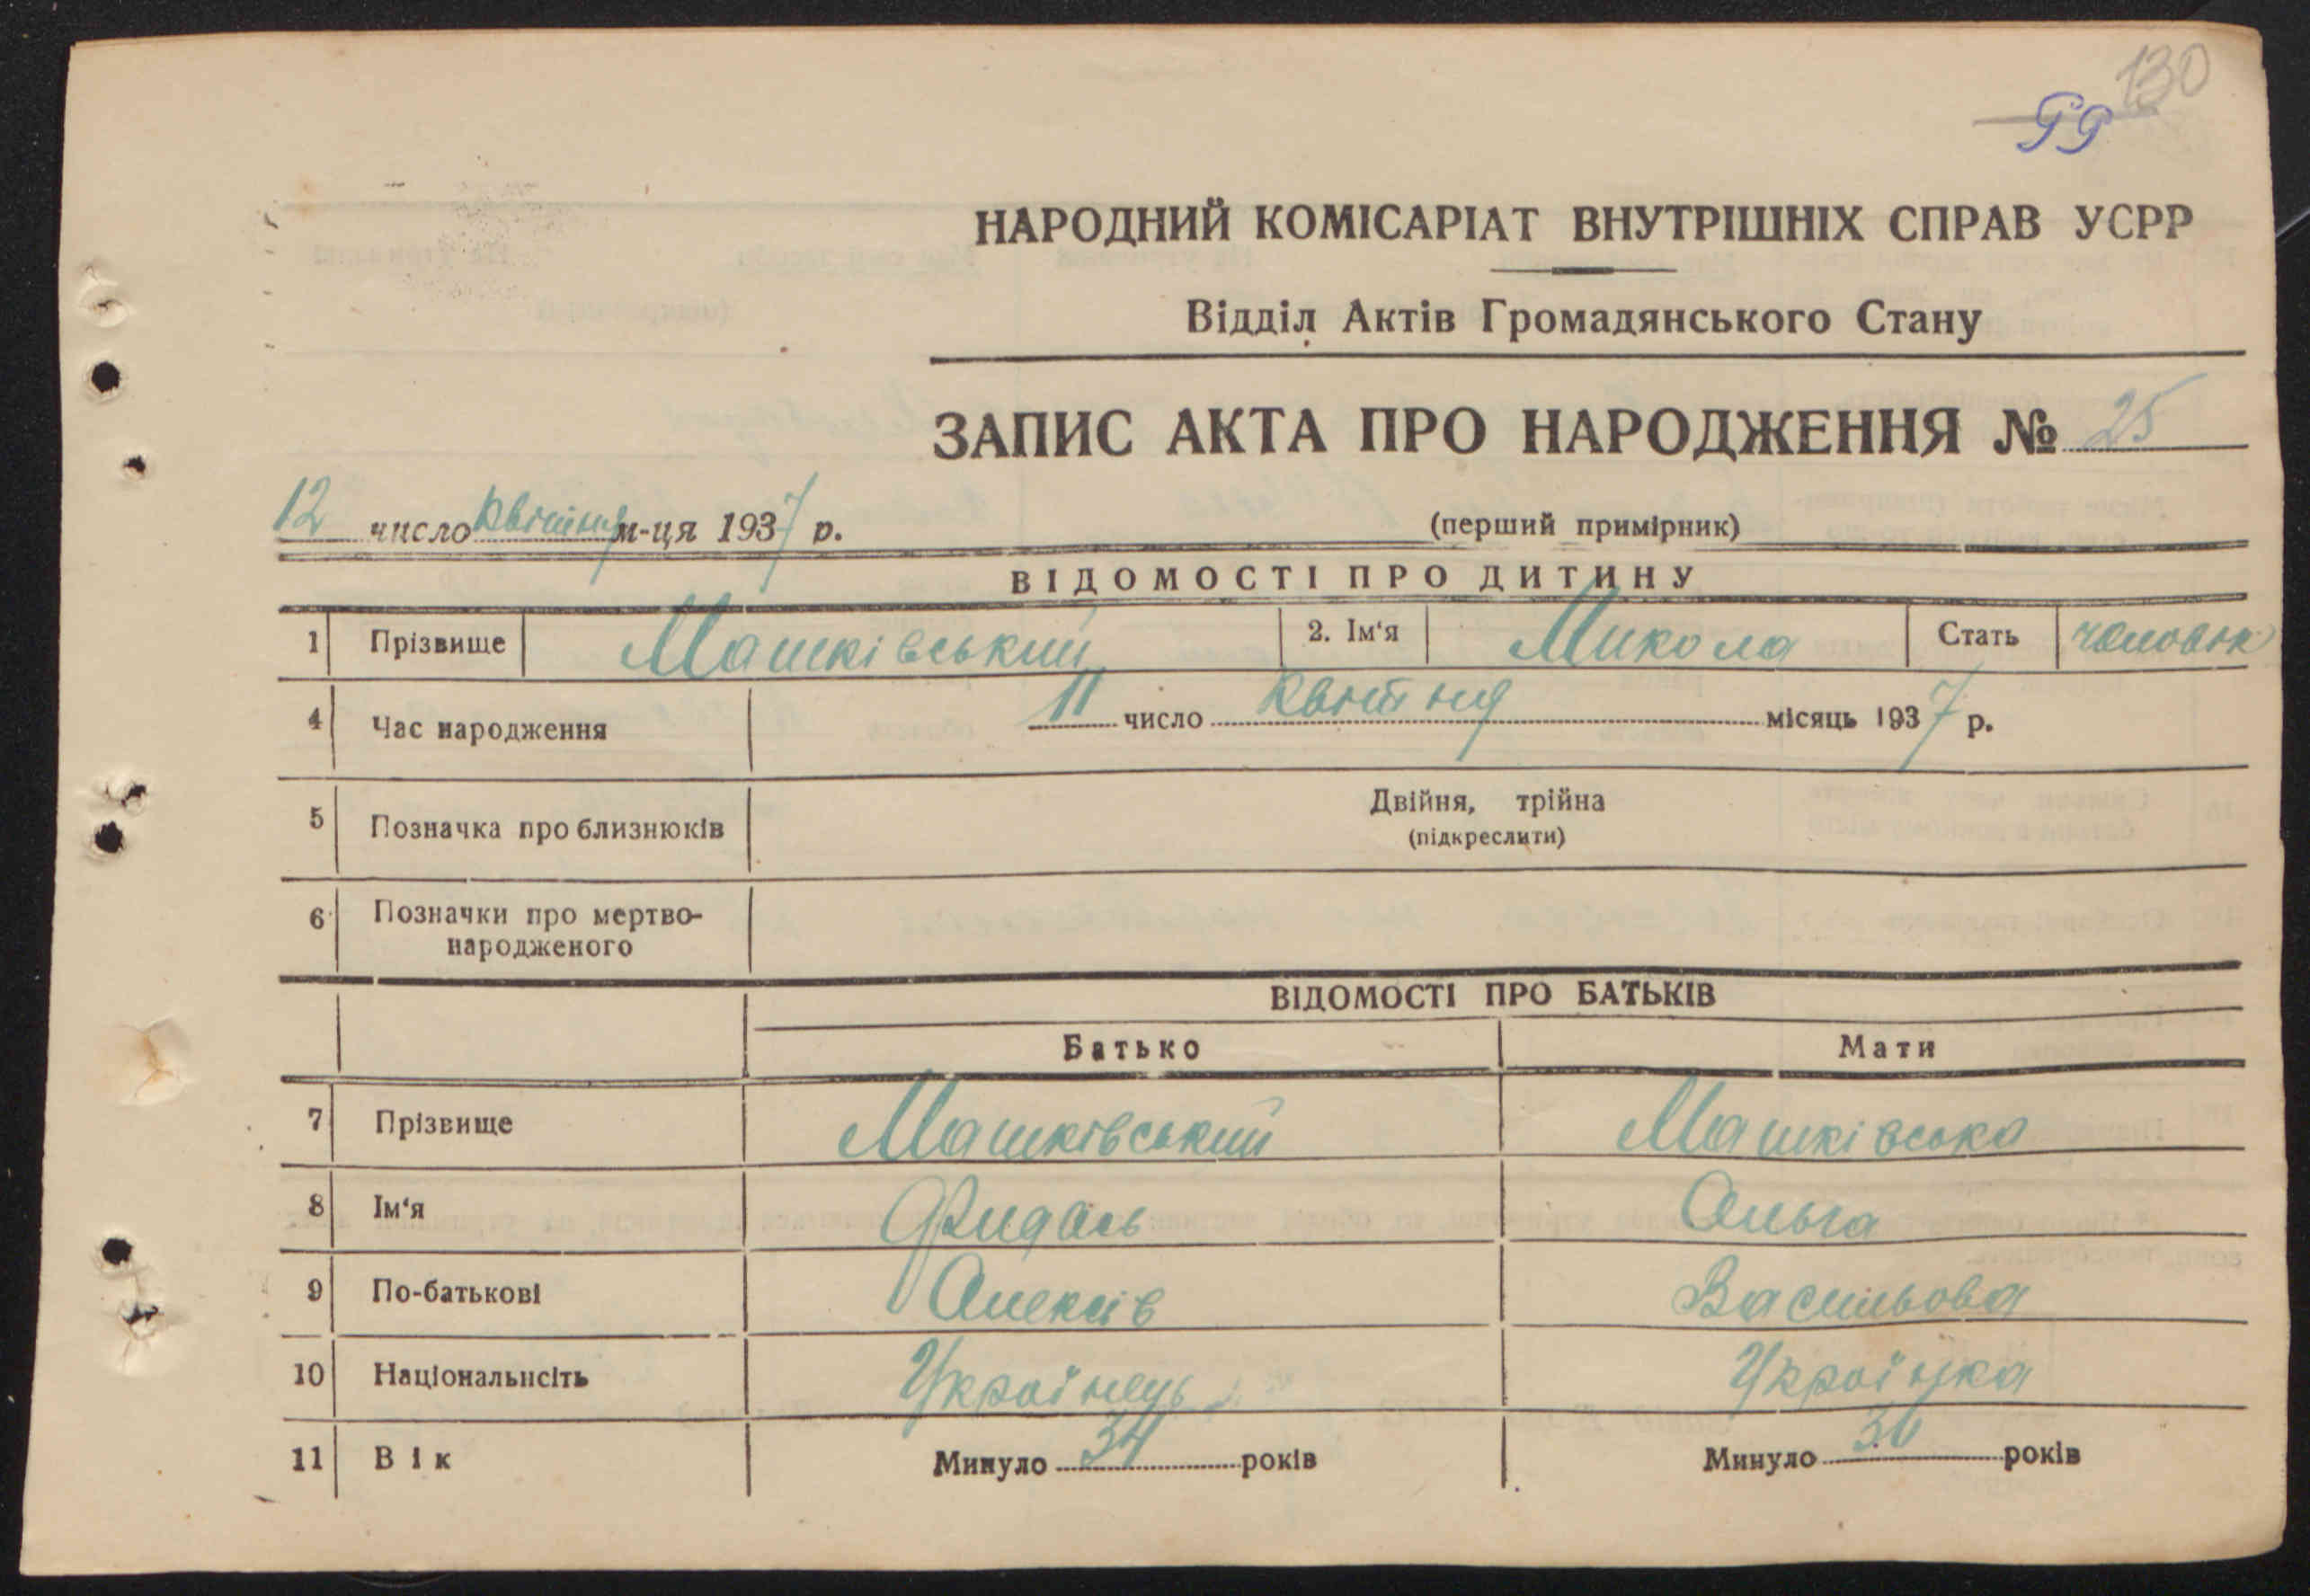 130
99
НАРОДНИЙ КОМІСАРІАТ ВНУТРІШНІХ СПРАВ УСРР
Відділ Актів Громадянського Стану
ЗАПИС АКТА ПРО НАРОДЖЕННЯ № 25
12 число квітня м-ця 1937 р. (перший примірник)
ВІДОМОСТІ ПРО ДИТИНУ
1 Прізвище Машківський 2. Ім'я Микола Стать чоловік
4 Час народження 11 число квітня місяць 1937 р.
5 Позначка про близнюків Двійня, трійна
(підкреслити)
6 Позначки про мертво-
народженого
ВІДОМОСТІ ПРО БАТЬКІВ
Батько Мати
7 Прізвище Машківський Машківська
8 Ім'я Ольга
9 По-батькові Олексів Васильова
10 Національнсіть Українець Українка
11 Вік Минуло 34 років Минуло 30 років